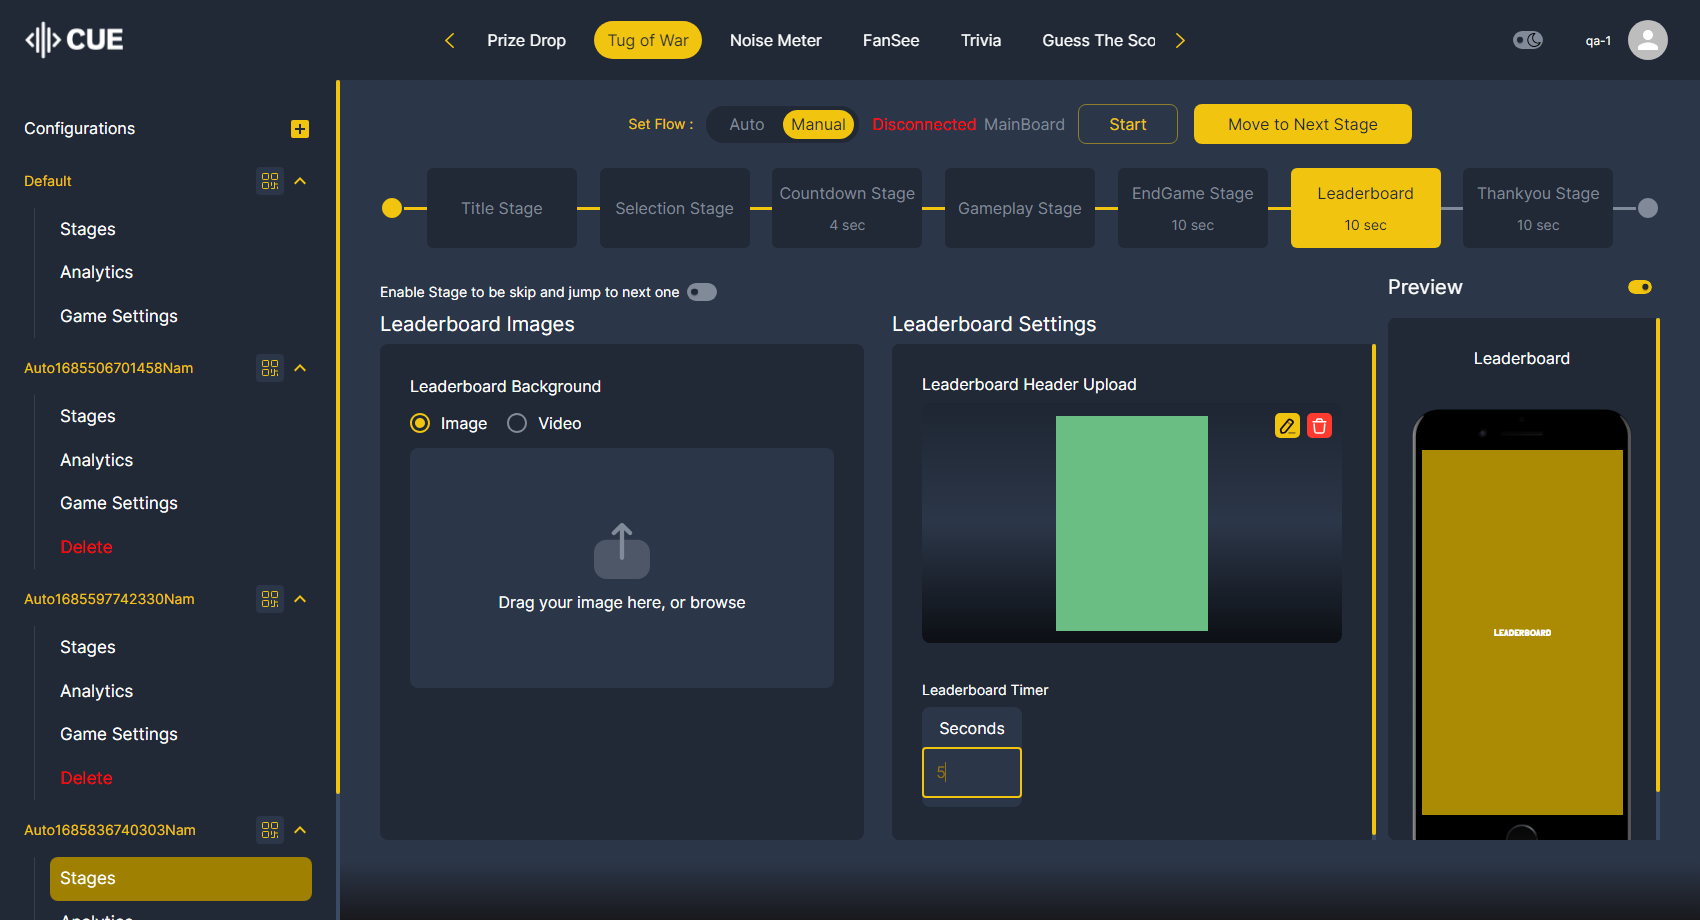 CUE
Prize Drop
Tug of War
Noise Meter
FanSee
Trivia
Guess The Sco
qa-1
Configurations
Default
Stages
Analytics
Game Settings
Auto1685506701458Nam
Stages
Analytics
Game Settings
Delete
Auto1685597742330Nam
Stages
Analytics
Game Settings
Delete
Auto1685836740303Nam
Stages
Analytics
Set Flow :
Auto
Manual
Disconnected MainBoard
Start
Move to Next Stage
Title Stage
Selection Stage
Countdown Stage
4 sec
Gameplay Stage
EndGame Stage
10 sec
Leaderboard
10 sec
Thankyou Stage
10 sec
Enable Stage to be skip and jump to next one
Leaderboard Images
Leaderboard Background
Image
Video
Drag your image here, or browse
Leaderboard Settings
Leaderboard Header Upload
Leaderboard Timer
Seconds
5
Preview
Leaderboard
LEADERBOARD